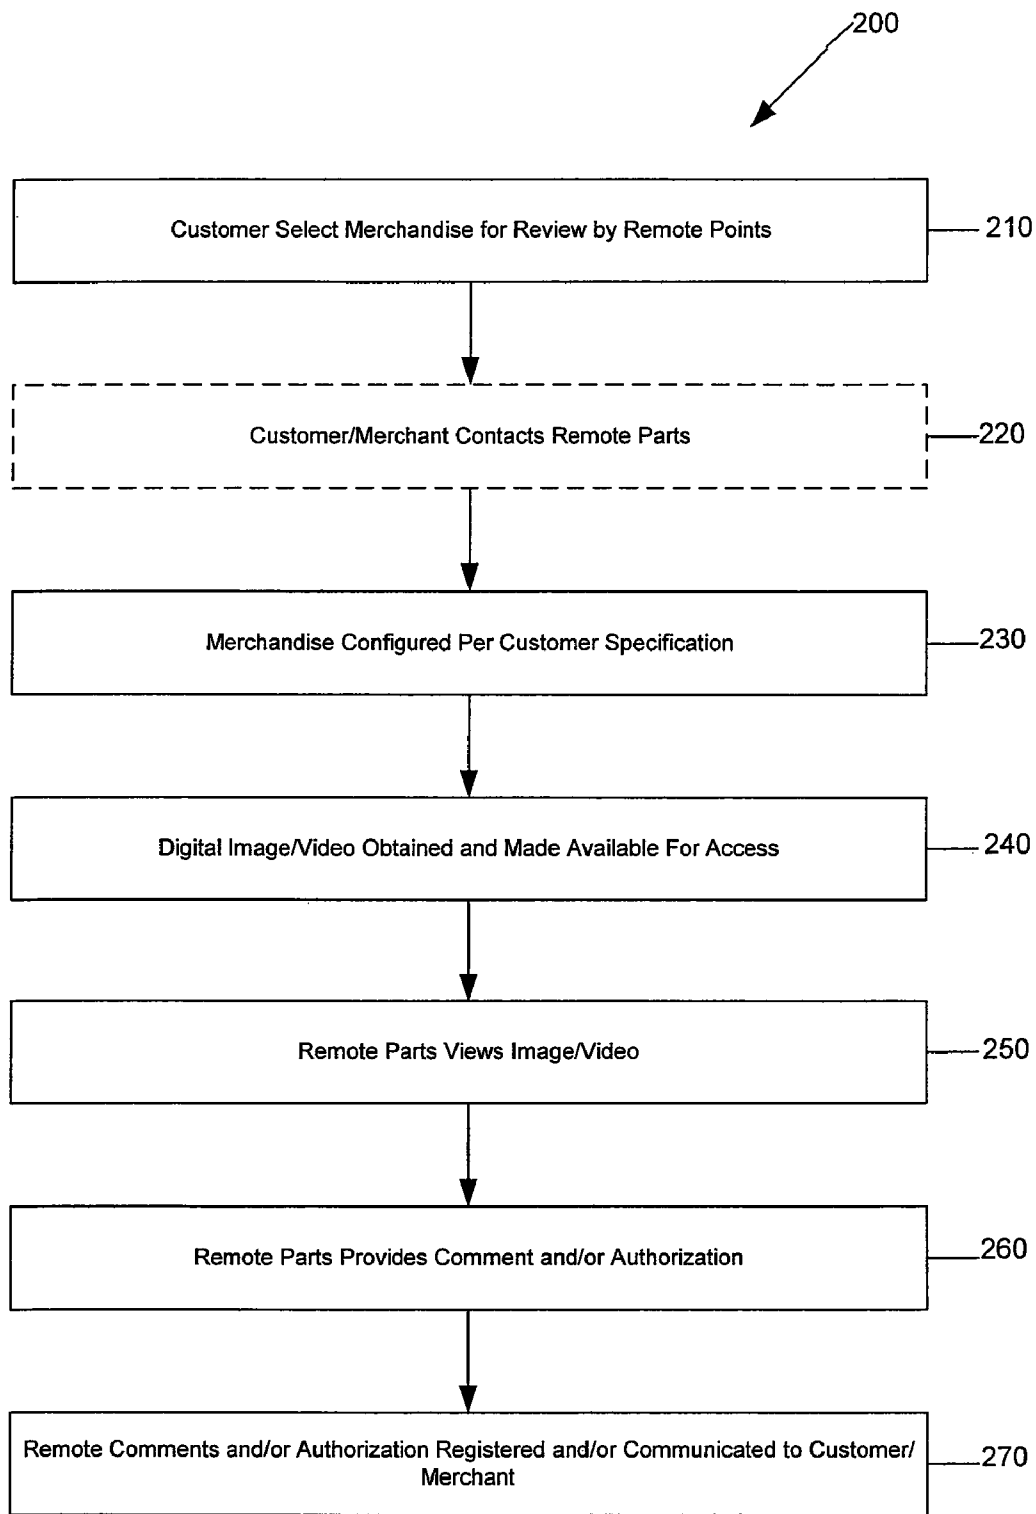 200
Customer Select Merchandise for Review by Remote Points
210
Customer/Merchant Contacts Remote Parts
220
Merchandise Configured Per Customer Specification
230
Digital Image/Video Obtained and Made Available For Access
240
Remote Parts Views Image/Video
250
Remote Parts Provides Comment and/or Authorization
260
Remote Comments and/or Authorization Registered and/or Communicated to Customer/
Merchant
270